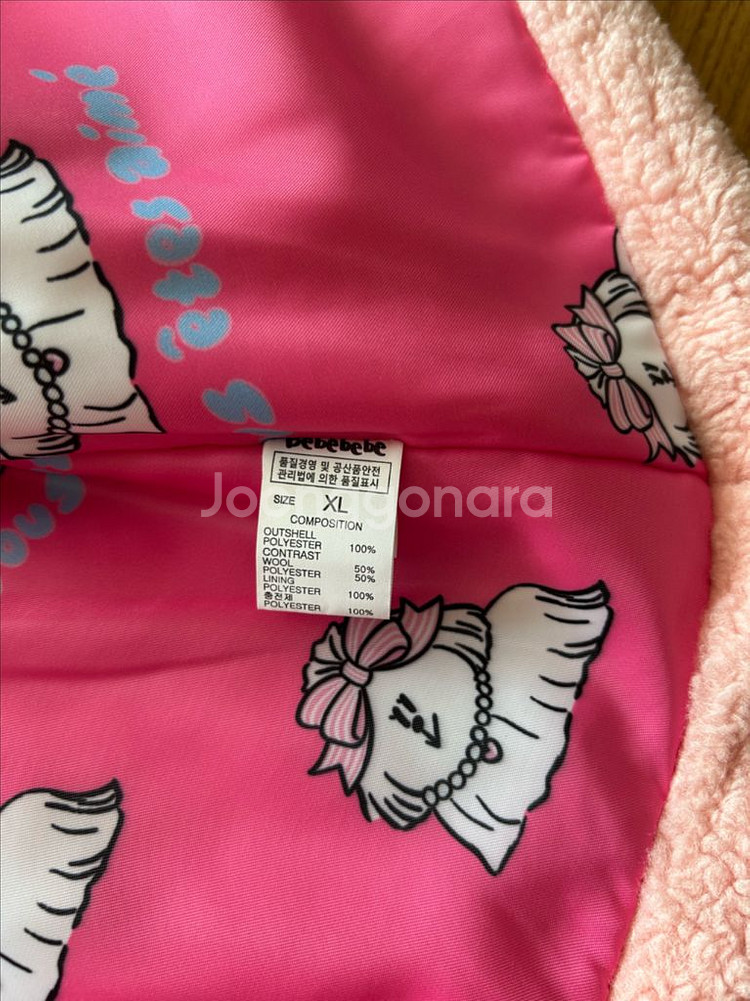 bebebebe
품질경영 및 공산품안전
관리법에 의한 품질표시
SIZE XL
COMPOSITION
OUTSHELL
POLYESTER 100%
CONTRAST
WOOL 50%
POLYESTER 50%
LINING
POLYESTER 100%
충전제
POLYESTER 100%
Joonggonara